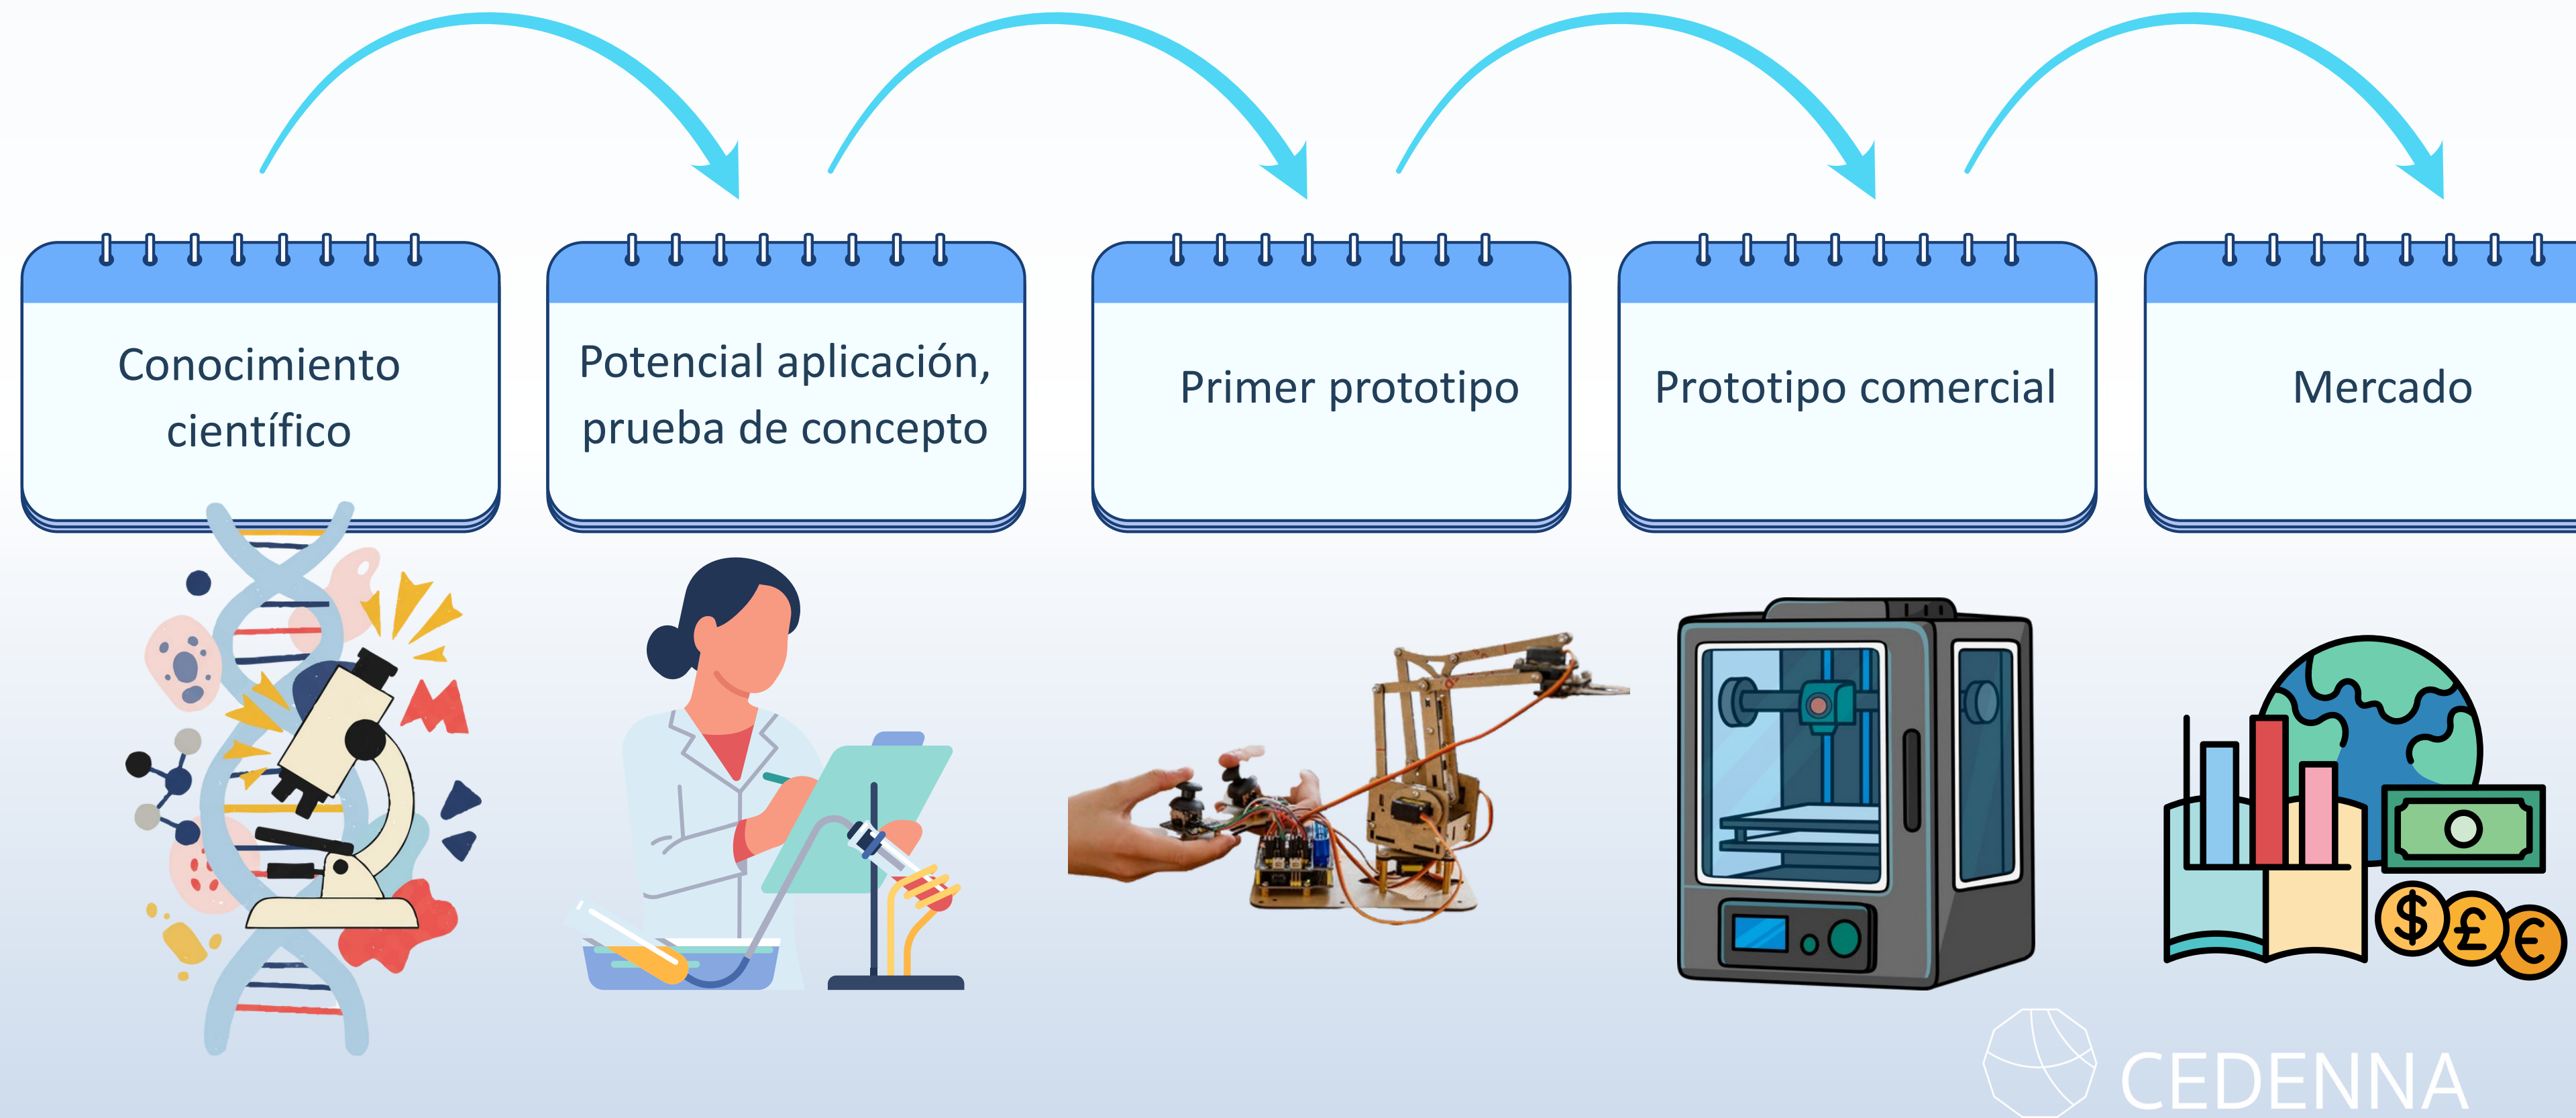 Conocimiento
científico
Potencial aplicación,
prueba de concepto
Primer prototipo
Prototipo comercial
Mercado
$
£
€
CEDENNA